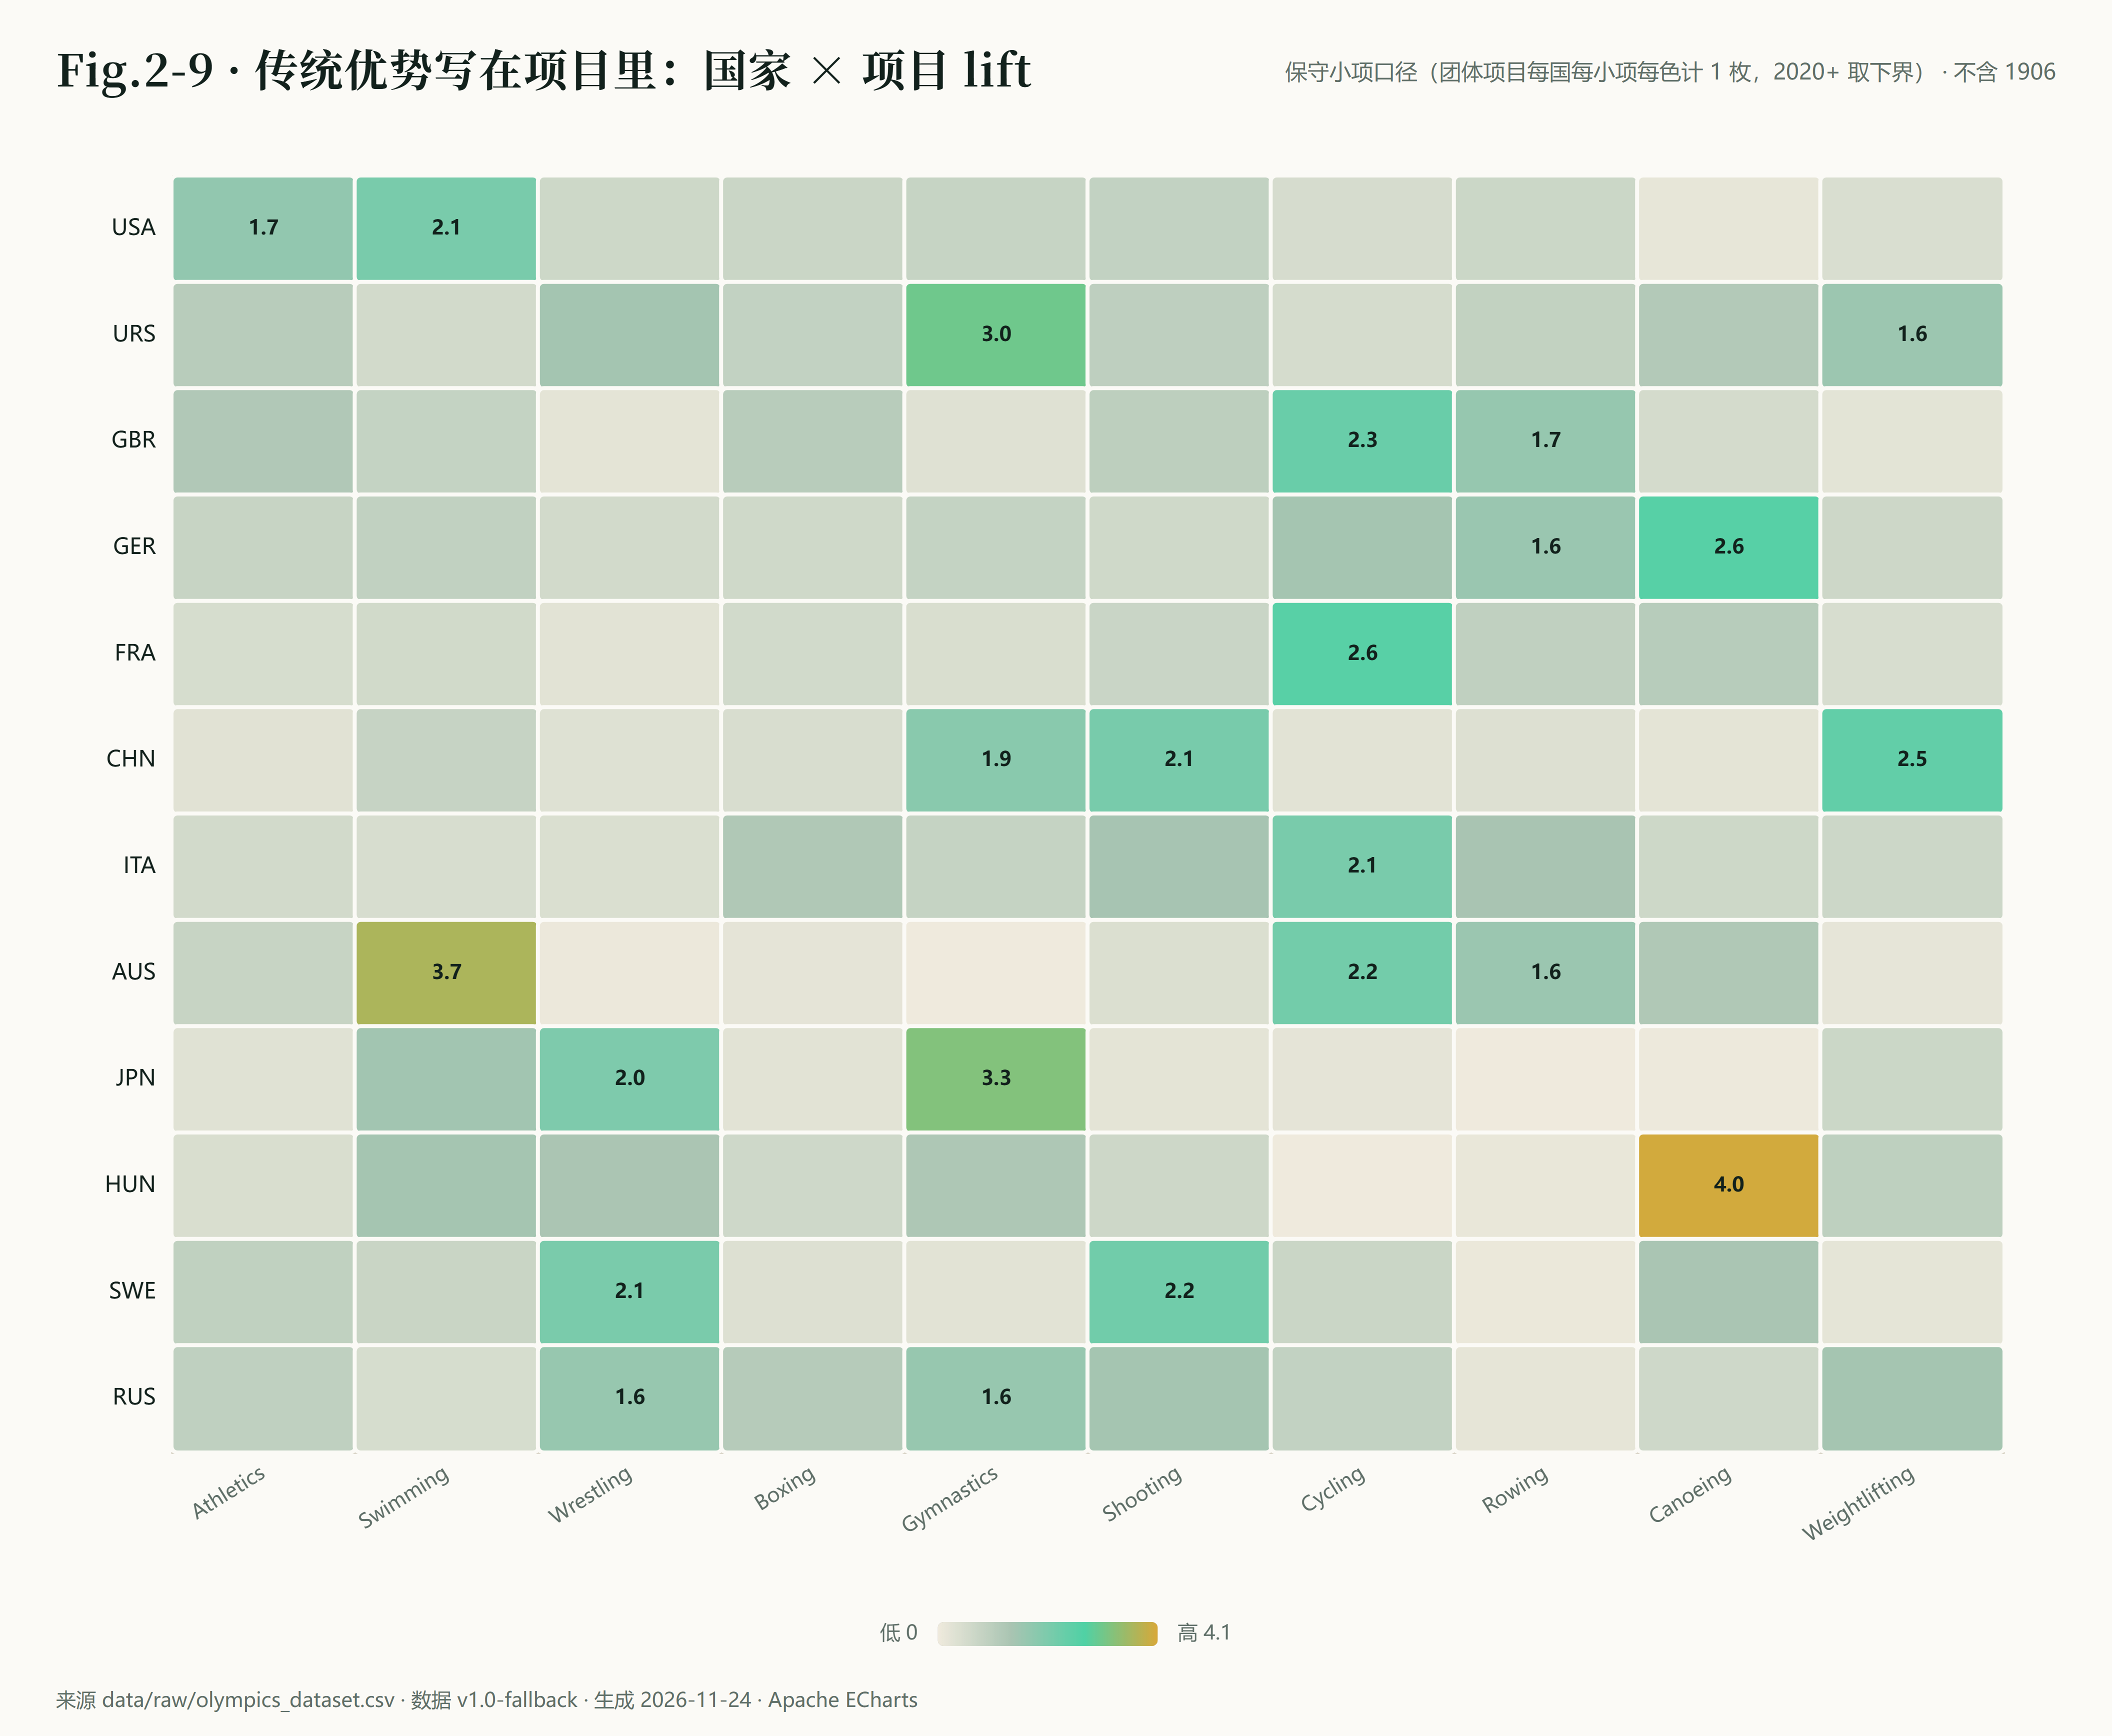 Fig.2-9 · 传统优势写在项目里：国家 × 项目 lift
保守小项口径（团体项目每国每小项每色计 1 枚，2020+ 取下界） · 不含 1906
USA 1.7 2.1
URS 3.0 1.6
GBR 2.3 1.7
GER 1.6 2.6
FRA 2.6
CHN 1.9 2.1 2.5
ITA 2.1
AUS 3.7 2.2 1.6
JPN 2.0 3.3
HUN 4.0
SWE 2.1 2.2
RUS 1.6 1.6
Athletics Swimming Wrestling Boxing Gymnastics Shooting Cycling Rowing Canoeing Weightlifting
低 0 高 4.1
来源 data/raw/olympics_dataset.csv · 数据 v1.0-fallback · 生成 2026-11-24 · Apache ECharts